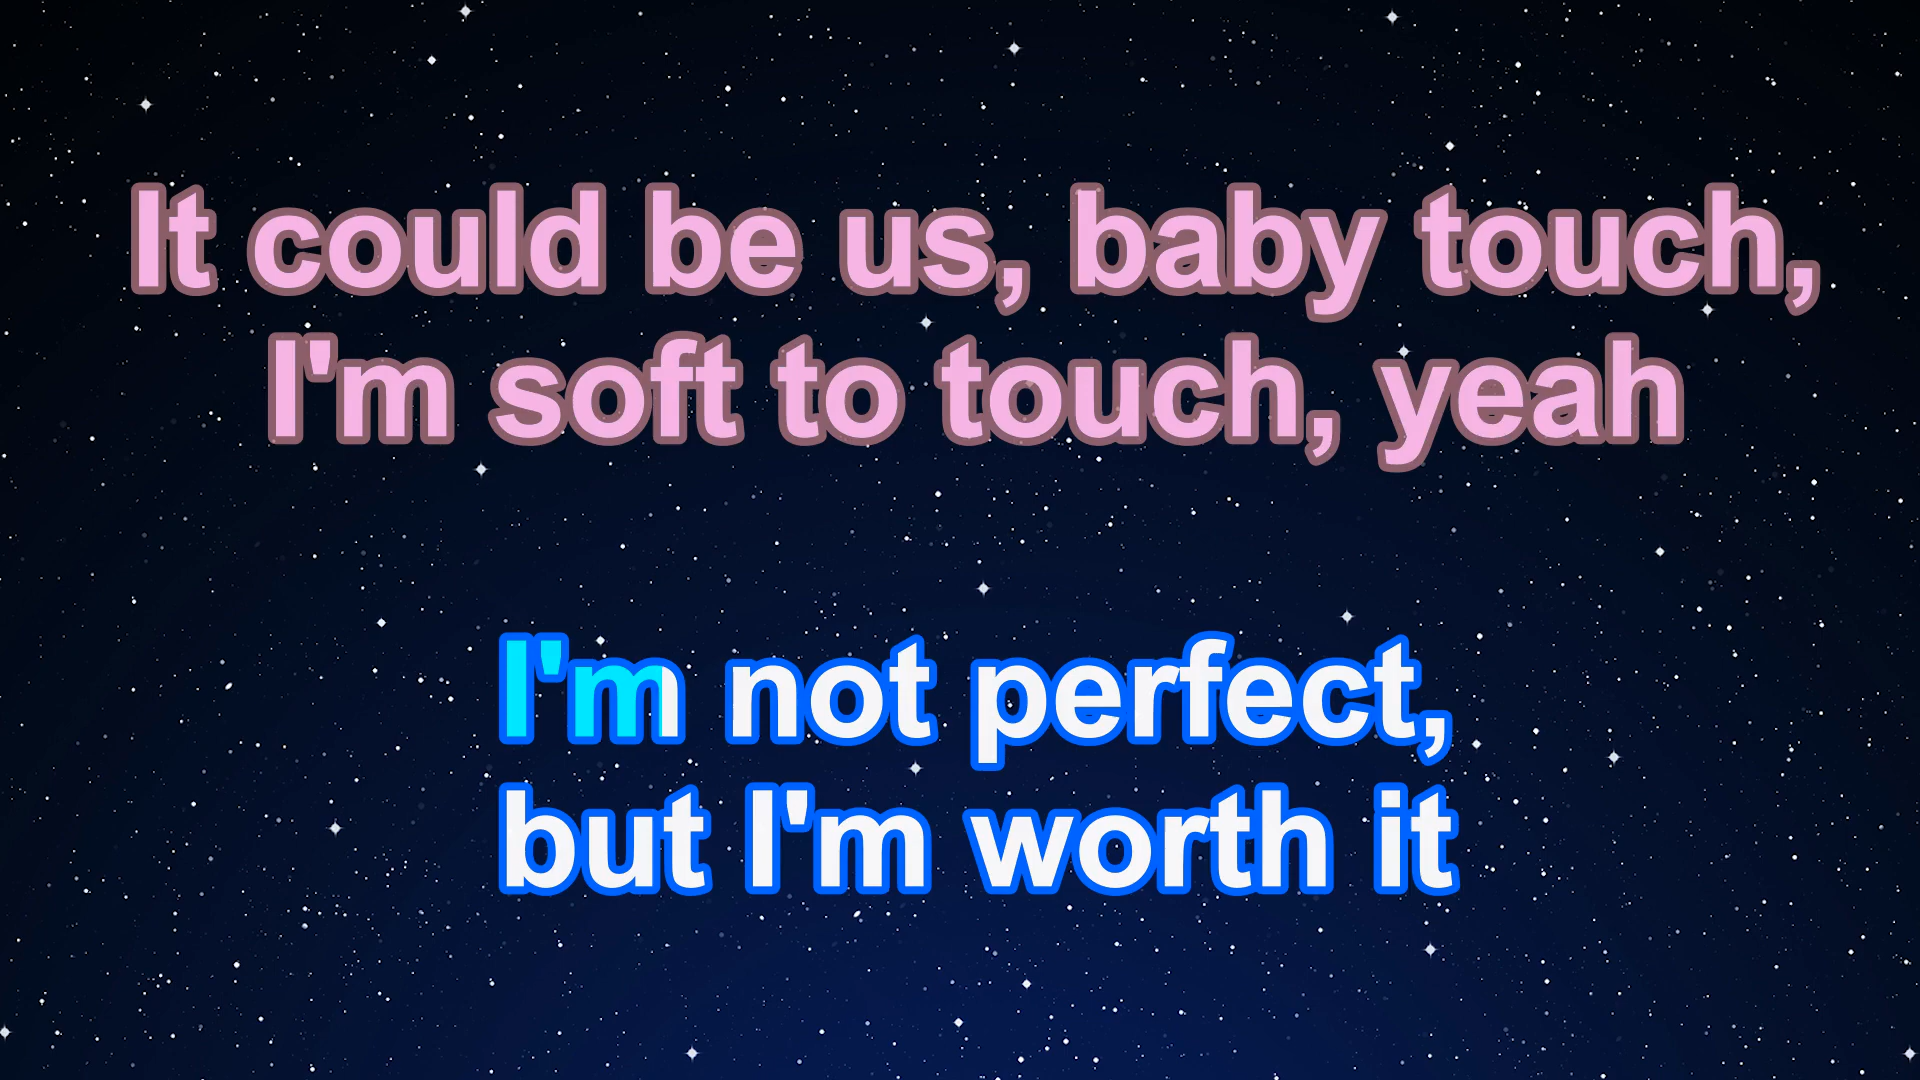 It could be us, baby touch,
I'm soft to touch, yeah
I'm not perfect,
but I'm worth it